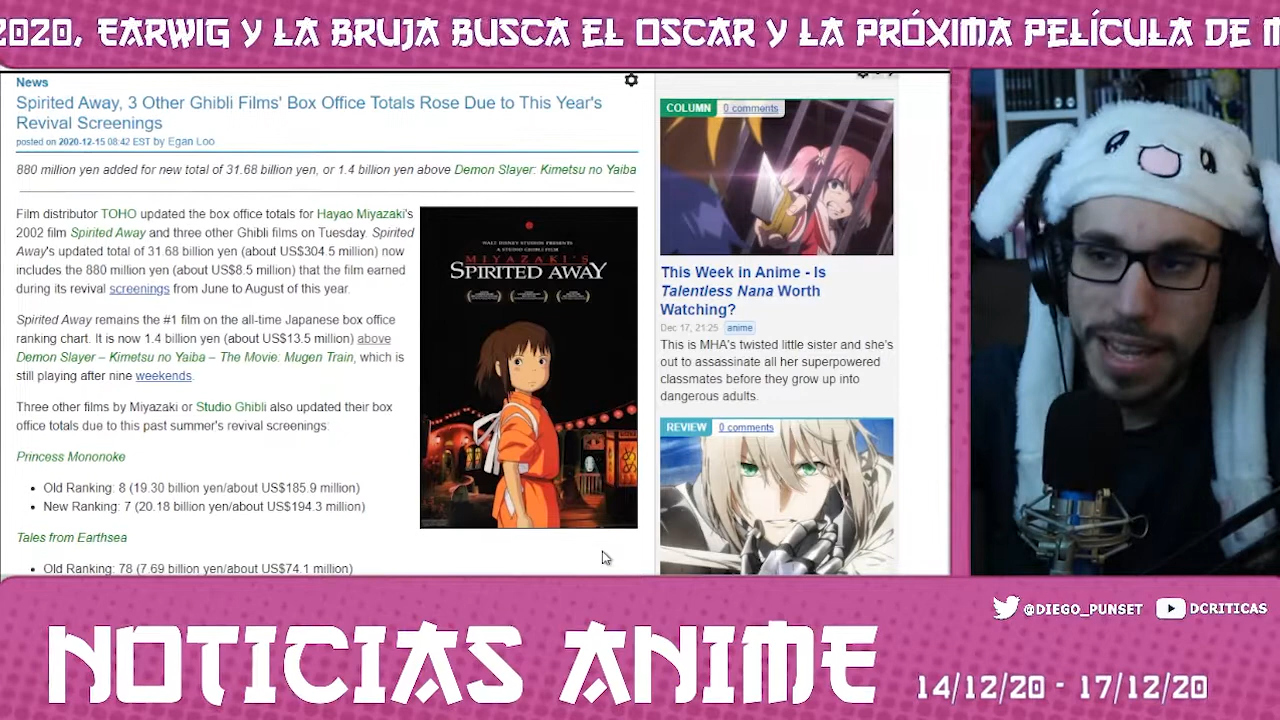 2020, EARWIG Y LA BRUJA BUSCA EL OSCAR Y LA PRÓXIMA PELÍCULA DE
News
Spirited Away, 3 Other Ghibli Films' Box Office Totals Rose Due to This Year's
Revival Screenings
posted on 2020-12-15 08:42 EST by Egan Loo
880 million yen added for new total of 31.68 billion yen, or 1.4 billion yen above Demon Slayer: Kimetsu no Yaiba
Film distributor TOHO updated the box office totals for Hayao Miyazaki's
2002 film Spirited Away and three other Ghibli films on Tuesday. Spirited
Away's updated total of 31.68 billion yen (about US$304.5 million) now
includes the 880 million yen (about US$8.5 million) that the film earned
during its revival screenings from June to August of this year.
Spirited Away remains the #1 film on the all-time Japanese box office
ranking chart. It is now 1.4 billion yen (about US$13.5 million) above
Demon Slayer – Kimetsu no Yaiba – The Movie: Mugen Train, which is
still playing after nine weekends.
Three other films by Miyazaki or Studio Ghibli also updated their box
office totals due to this past summer's revival screenings:
Princess Mononoke
• Old Ranking: 8 (19.30 billion yen/about US$185.9 million)
• New Ranking: 7 (20.18 billion yen/about US$194.3 million)
Tales from Earthsea
• Old Ranking: 78 (7.69 billion yen/about US$74.1 million)
WALT DISNEY STUDIOS PRESENTS
A STUDIO GHIBLI FILM
MIYAZAKI'S
SPIRITED AWAY
COLUMN 0 comments
This Week in Anime - Is
Talentless Nana Worth
Watching?
Dec 17, 21:25 anime
This is MHA's twisted little sister and she's
out to assassinate all her superpowered
classmates before they grow up into
dangerous adults.
REVIEW 0 comments
@DIEGO_PUNSET DCRITICAS
NOTICIAS ANIME
14/12/20 - 17/12/20